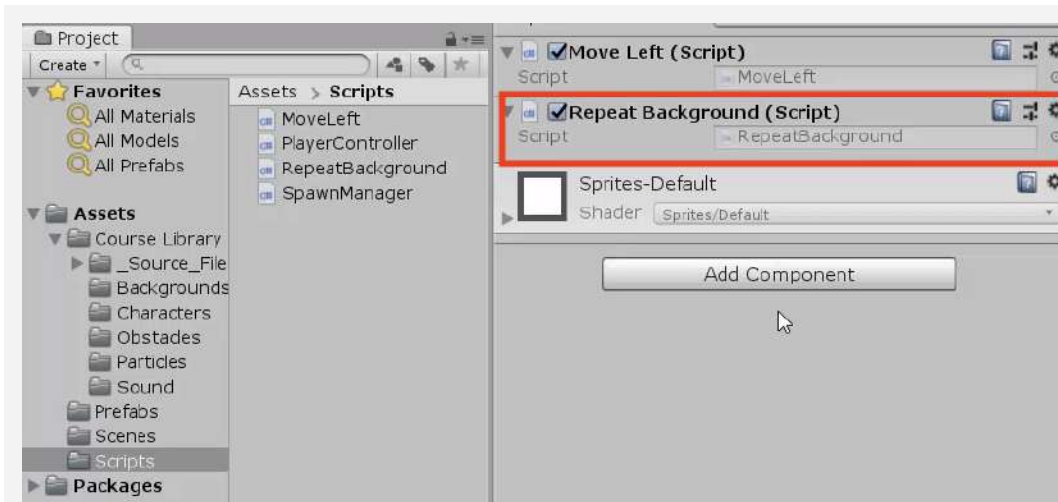 Project
Create
Favorites
All Materials
All Models
All Prefabs
Assets
Course Library
_Source_File
Backgrounds
Characters
Obstacles
Particles
Sound
Prefabs
Scenes
Scripts
Packages
Assets > Scripts
MoveLeft
PlayerController
RepeatBackground
SpawnManager
Move Left (Script)
Script MoveLeft
Repeat Background (Script)
Script RepeatBackground
Sprites-Default
Shader Sprites/Default
Add Component